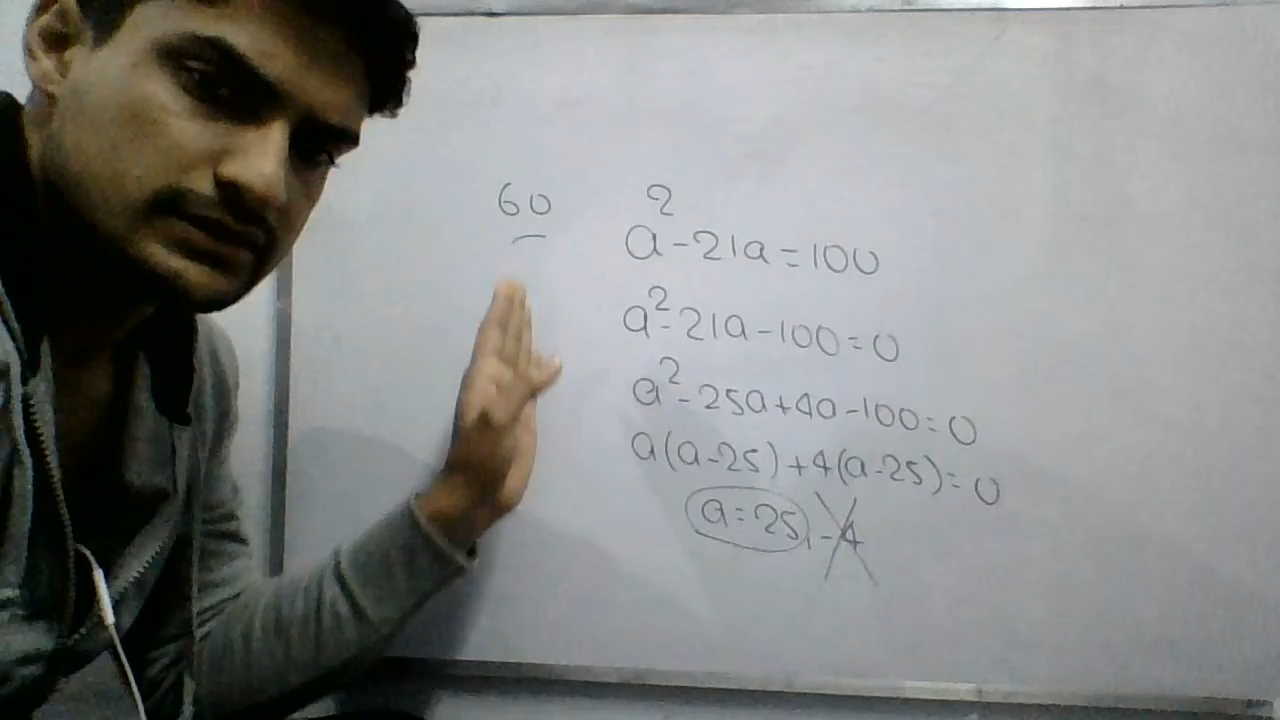 60
a²-21a=100
a²-21a-100=0
a²-25a+4a-100=0
a(a-25)+4(a-25)=0
a=25,-4